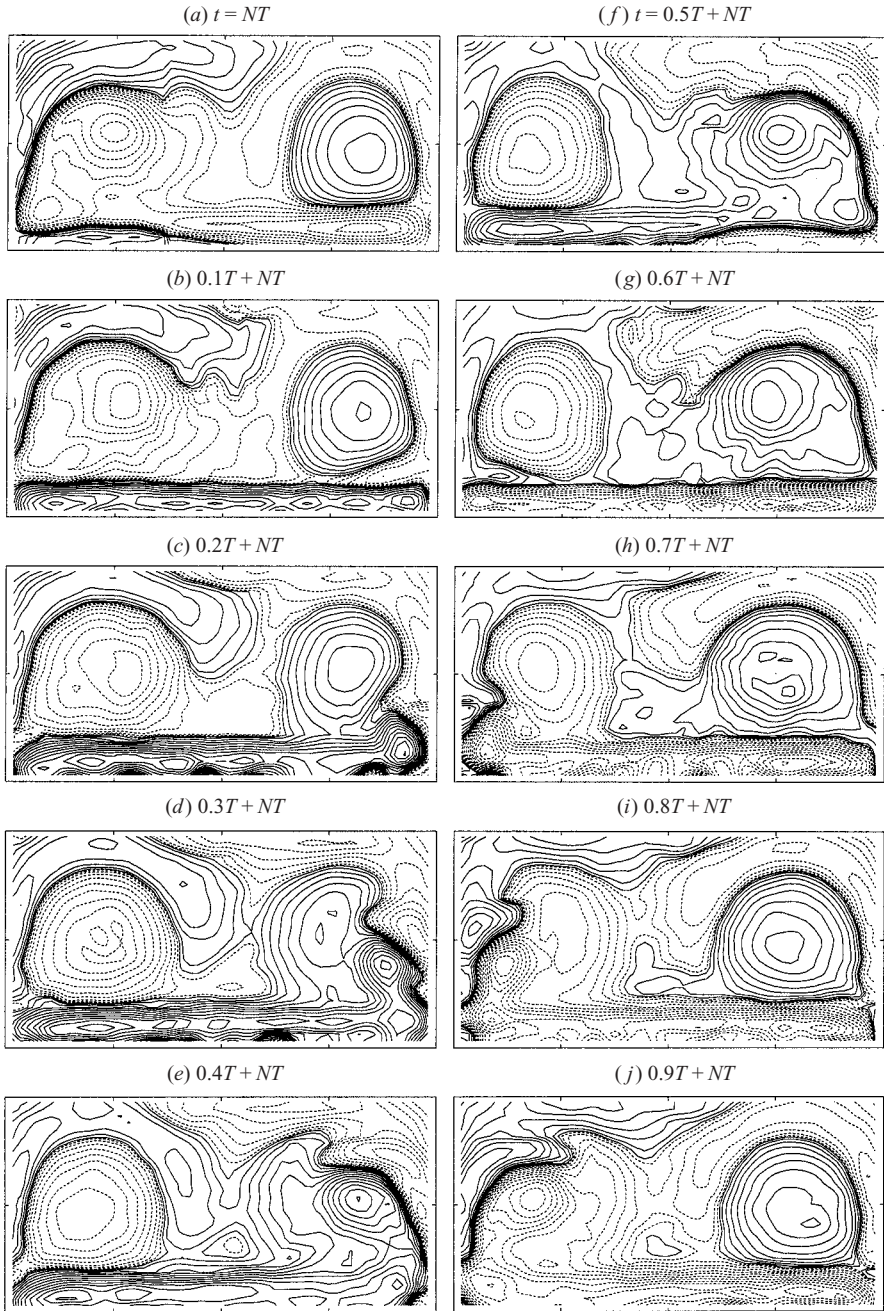 (a) t = NT
(f) t = 0.5T + NT
(b) 0.1T + NT
(g) 0.6T + NT
(c) 0.2T + NT
(h) 0.7T + NT
(d) 0.3T + NT
(i) 0.8T + NT
(e) 0.4T + NT
(j) 0.9T + NT